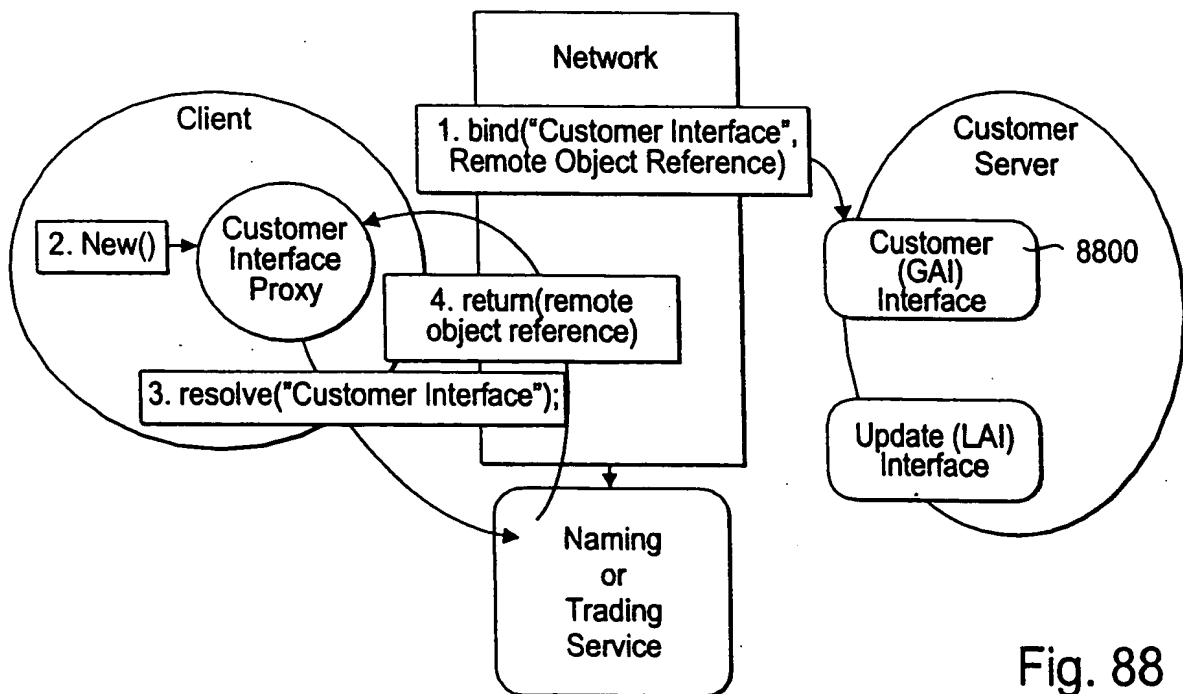 Network
Client
1. bind("Customer Interface",
Remote Object Reference)
Customer
Server
2. New()
Customer
Interface
Proxy
Customer
(GAI)
Interface
8800
4. return(remote
object reference)
3. resolve("Customer Interface");
Update (LAI)
Interface
Naming
or
Trading
Service
Fig. 88